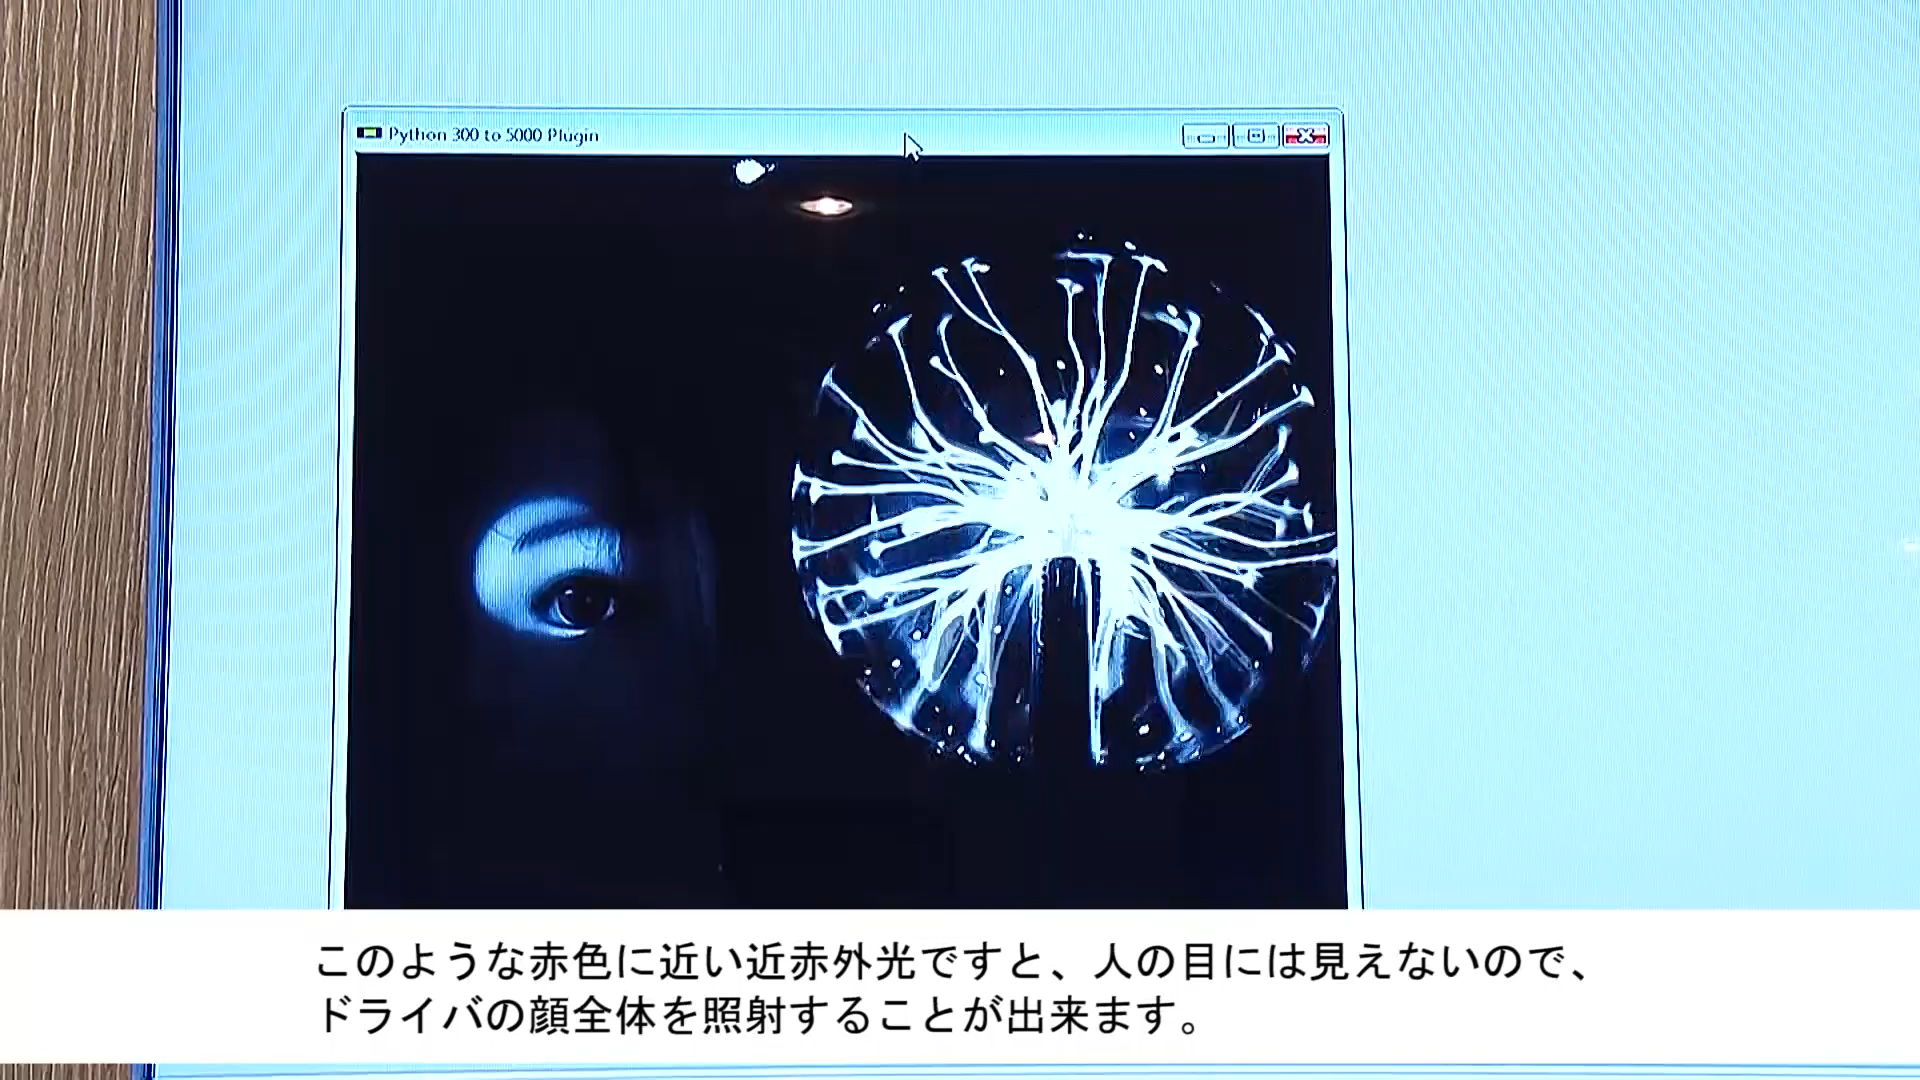 Python 300 to 5000 Plugin
このような赤色に近い近赤外光ですと、人の目には見えないので、
ドライバの顔全体を照射することが出来ます。